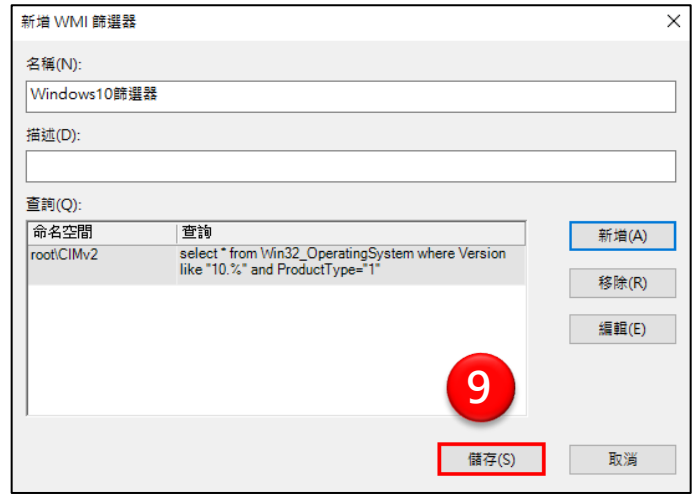 新增 WMI 篩選器
名稱(N):
Windows10篩選器
描述(D):
查詢(Q):
命名空間 查詢
root\CIMv2 select * from Win32_OperatingSystem where Version
like "10.%" and ProductType="1"
新增(A)
移除(R)
編輯(E)
9
儲存(S) 取消